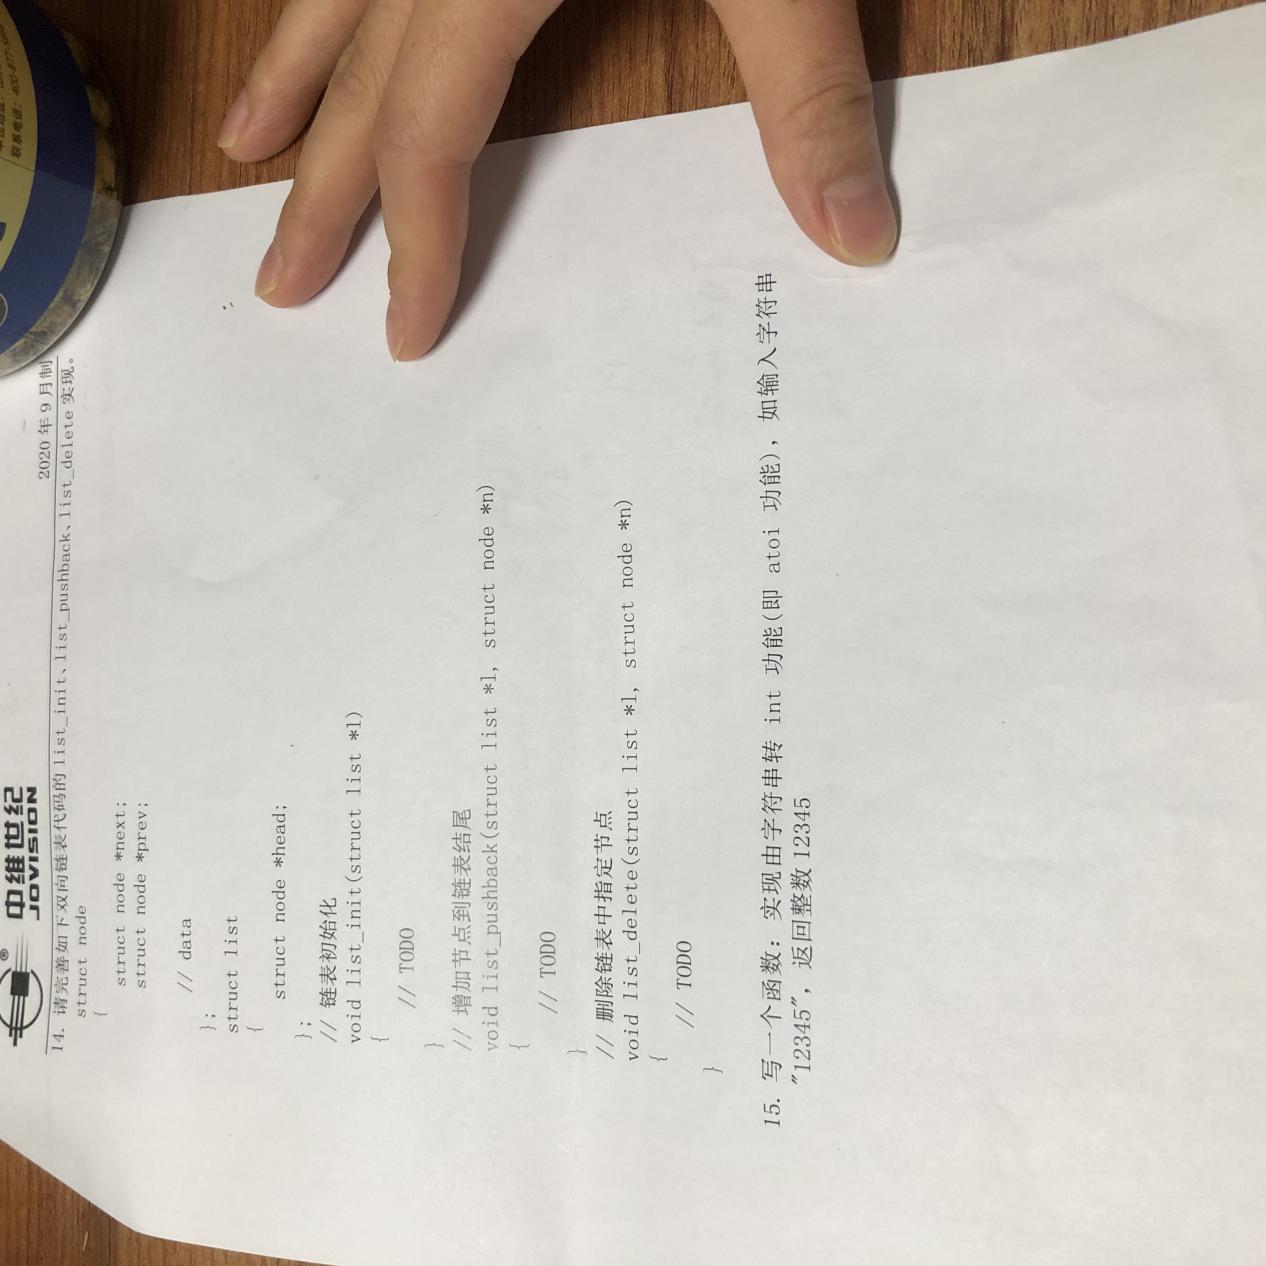 中维世纪
JOVISION
®
2020 年 9 月制
14. 请完善如下双向链表代码的 list_init、list_pushback、list_delete 实现。
struct node
{
struct node *next;
struct node *prev;
// data
};
struct list
{
struct node *head;
};
// 链表初始化
void list_init(struct list *l)
{
// TODO
}
// 增加节点到链表结尾
void list_pushback(struct list *l, struct node *n)
{
// TODO
}
// 删除链表中指定节点
void list_delete(struct list *l, struct node *n)
{
// TODO
}
15. 写一个函数: 实现由字符串转 int 功能(即 atoi 功能), 如输入字符串
"12345", 返回整数 12345
联系电话: